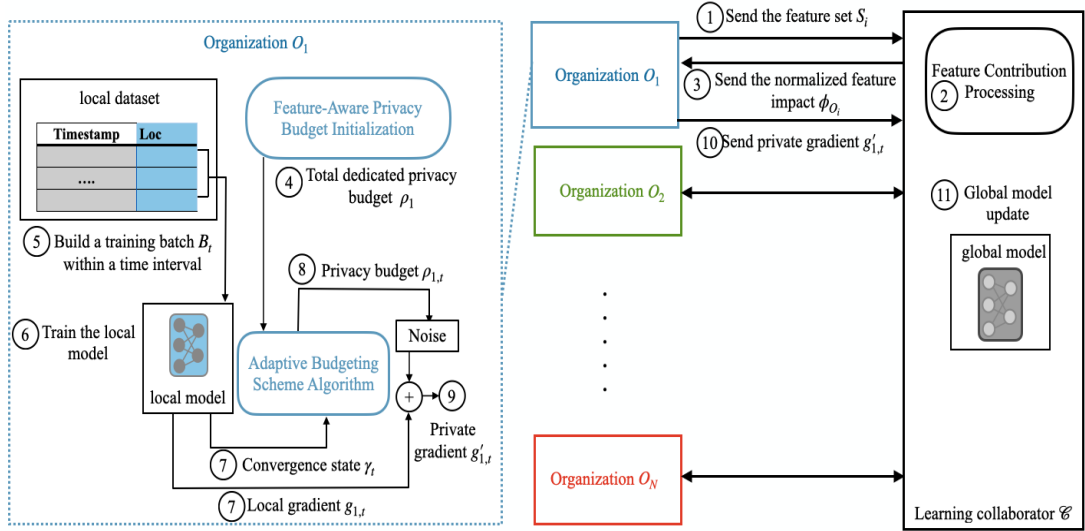 Organization O₁
local dataset
Timestamp Loc
....
Feature-Aware Privacy
Budget Initialization
4 Total dedicated privacy
budget ρ₁
5 Build a training batch Bₜ
within a time interval
8 Privacy budget ρ₁,ₜ
6 Train the local
model
local model
Adaptive Budgeting
Scheme Algorithm
Noise
+
9
Private
gradient g′₁,ₜ
7 Convergence state γₜ
7 Local gradient g₁,ₜ
Organization O₁
1 Send the feature set Sᵢ
3 Send the normalized feature
impact ϕ_Oᵢ
10 Send private gradient g′₁,ₜ
Organization O₂
Organization O_N
Feature Contribution
2 Processing
11 Global model
update
global model
Learning collaborator 𝒞